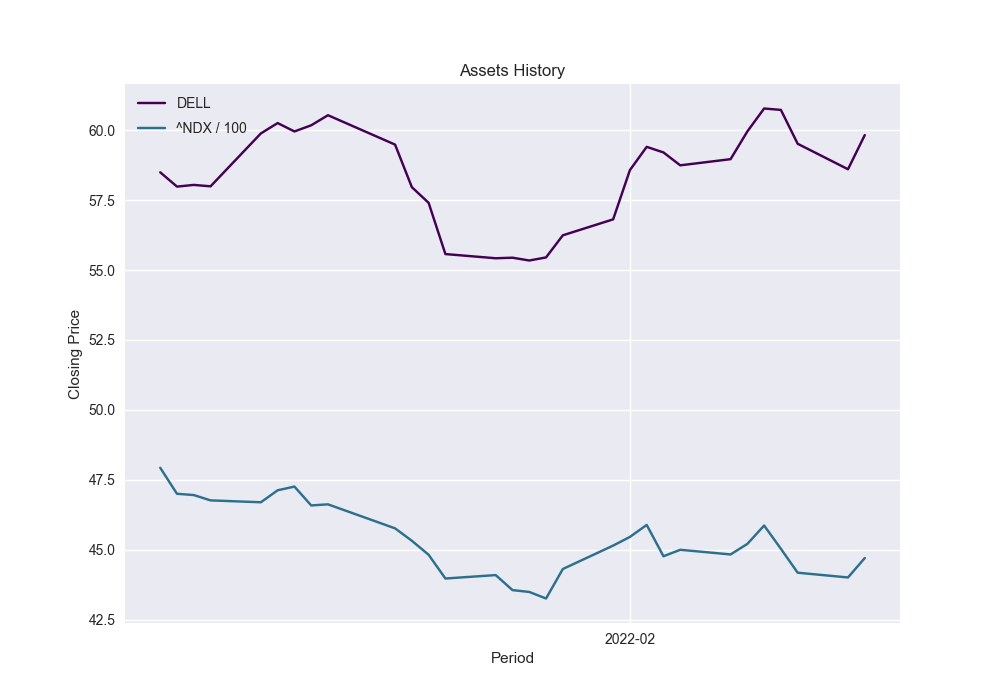 Assets History
DELL
^NDX / 100
60.0
57.5
55.0
52.5
50.0
47.5
45.0
42.5
Closing Price
2022-02
Period